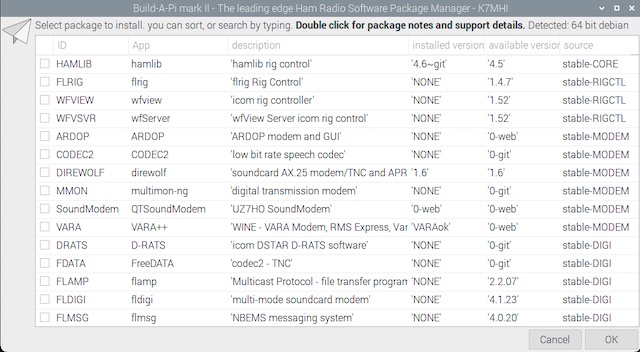 Build-A-Pi mark II - The leading edge Ham Radio Software Package Manager - K7MHI
Select package to install. you can sort, or search by typing. Double click for package notes and support details. Detected: 64 bit debian
ID App description installed version available version source
HAMLIB hamlib 'hamlib rig control' '4.6~git' '4.5' stable-CORE
FLRIG flrig 'flrig Rig Control' 'NONE' '1.4.7' stable-RIGCTL
WFVIEW wfview 'icom rig controller' 'NONE' '1.52' stable-RIGCTL
WFVSVR wfServer 'wfView Server icom rig control' 'NONE' '1.52' stable-RIGCTL
ARDOP ARDOP 'ARDOP modem and GUI' 'NONE' '0-web' stable-MODEM
CODEC2 CODEC2 'low bit rate speech codec' 'NONE' '0-git' stable-MODEM
DIREWOLF direwolf 'soundcard AX.25 modem/TNC and APR '1.6' '1.6' stable-MODEM
MMON multimon-ng 'digital transmission modem' 'NONE' '0-git' stable-MODEM
SoundModem QTSoundModem 'UZ7HO SoundModem' '0-web' '0-web' stable-MODEM
VARA VARA++ 'WINE - VARA Modem, RMS Express, Var 'VARAok' '0-web' stable-MODEM
DRATS D-RATS 'icom DSTAR D-RATS software' 'NONE' '0-git' stable-DIGI
FDATA FreeDATA 'codec2 - TNC' 'NONE' '0-git' stable-DIGI
FLAMP flamp 'Multicast Protocol - file transfer program 'NONE' '2.2.07' stable-DIGI
FLDIGI fldigi 'multi-mode soundcard modem' 'NONE' '4.1.23' stable-DIGI
FLMSG flmsg 'NBEMS messaging system' 'NONE' '4.0.20' stable-DIGI
Cancel OK